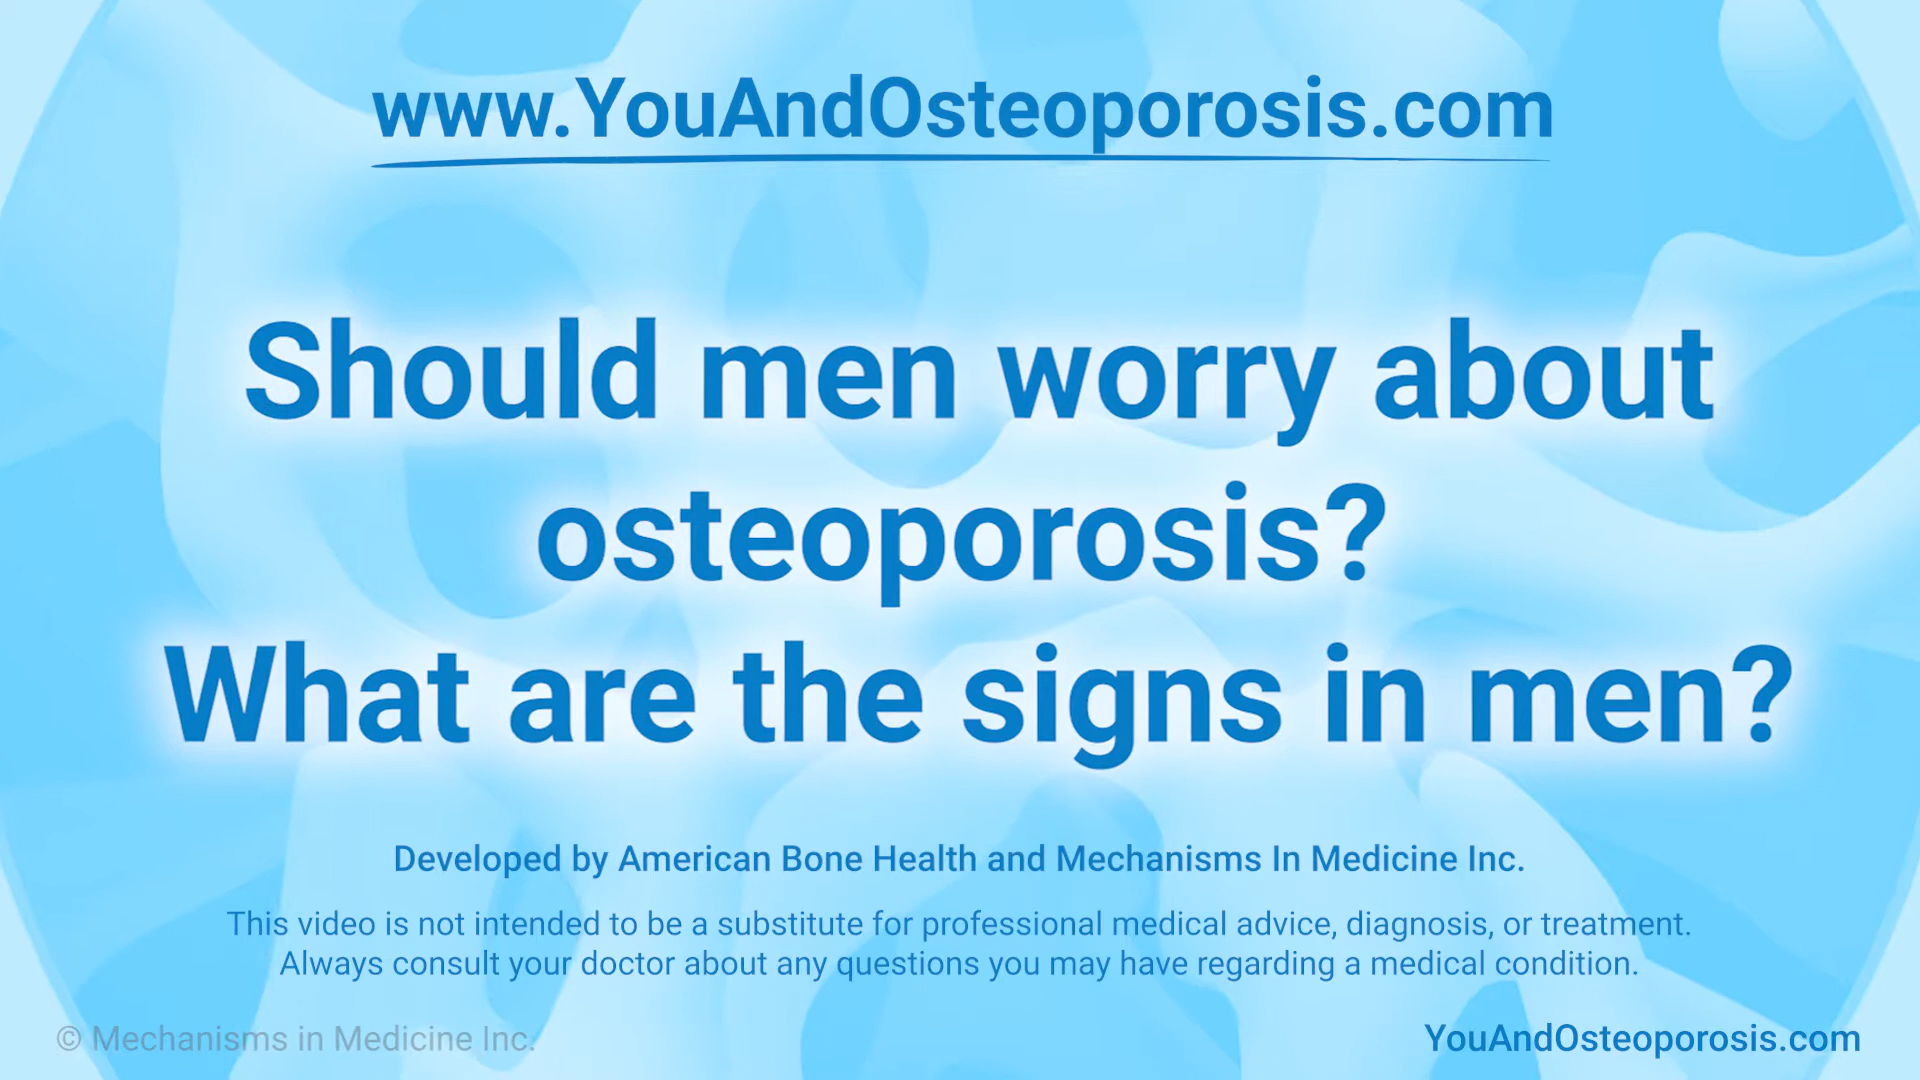 www.YouAndOsteoporosis.com
Should men worry about
osteoporosis?
What are the signs in men?
Developed by American Bone Health and Mechanisms In Medicine Inc.
This video is not intended to be a substitute for professional medical advice, diagnosis, or treatment.
Always consult your doctor about any questions you may have regarding a medical condition.
© Mechanisms in Medicine Inc.
YouAndOsteoporosis.com